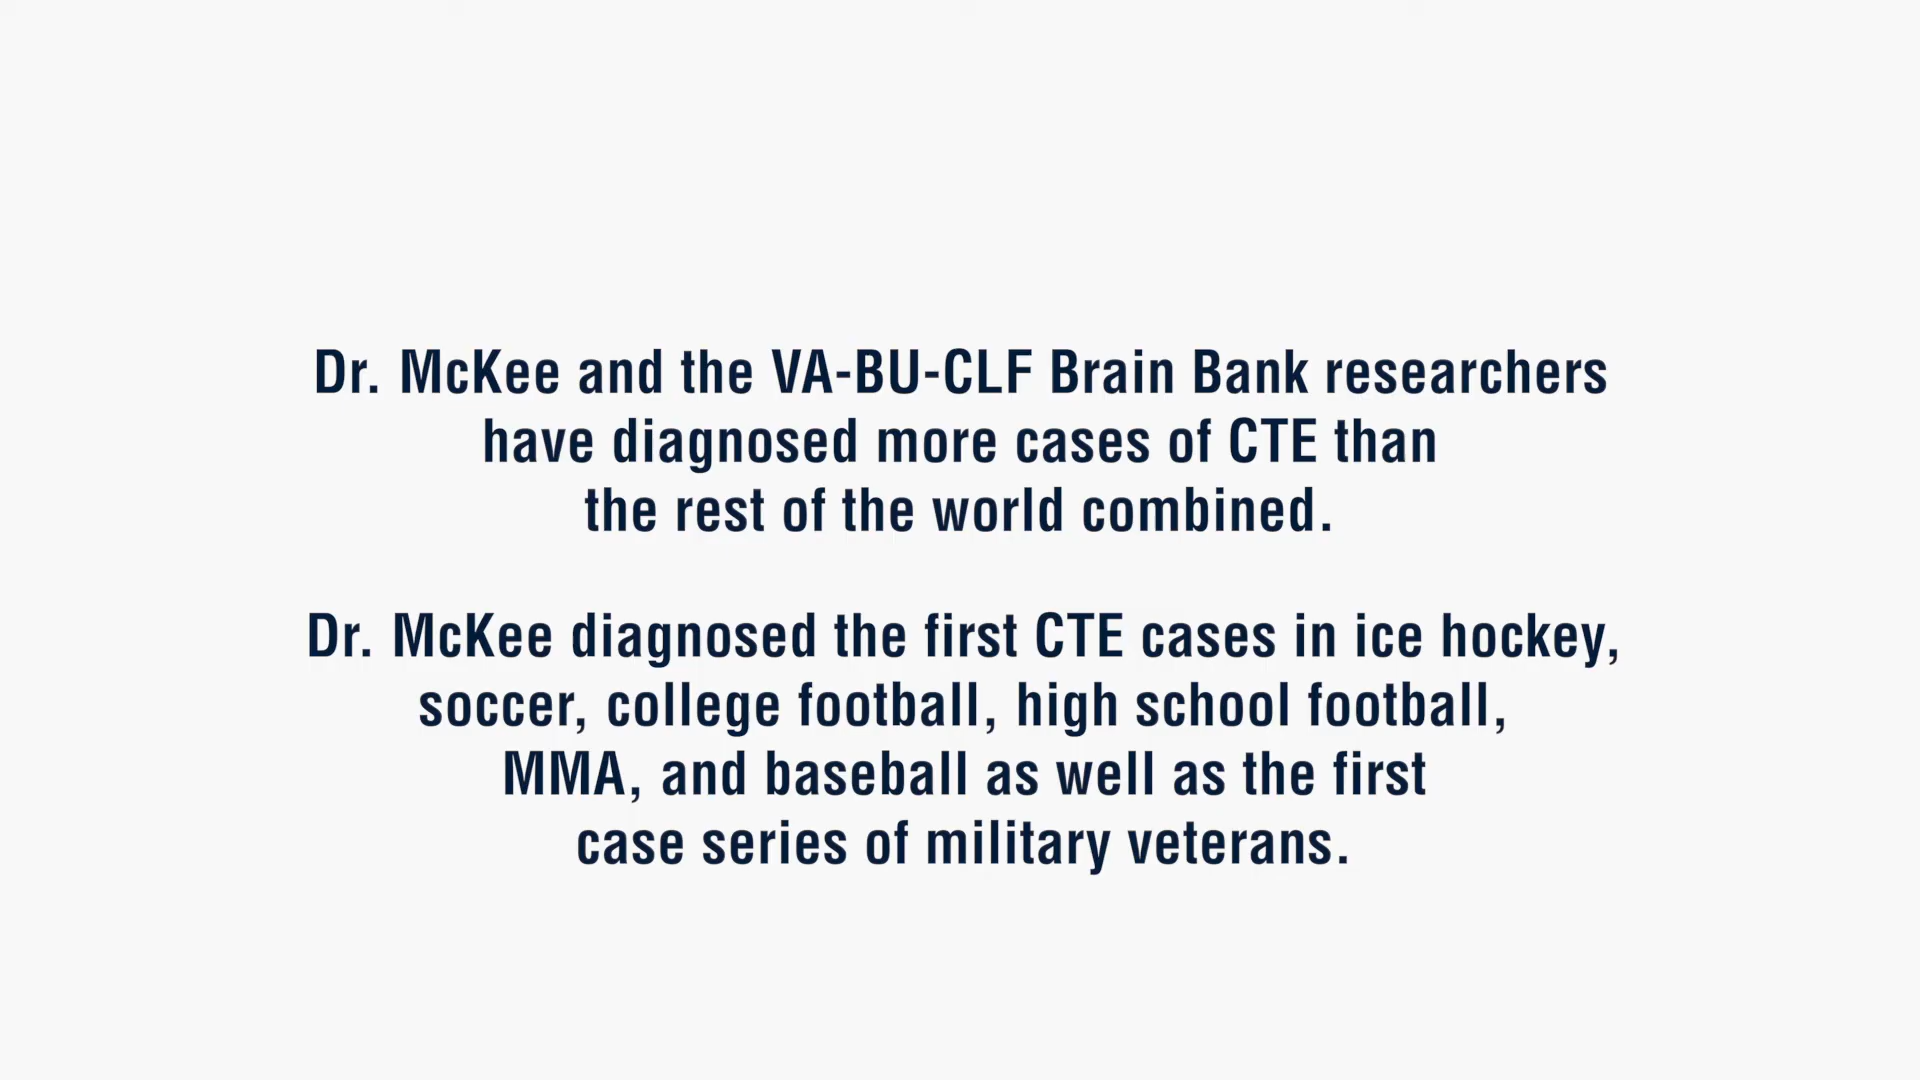 Dr. McKee and the VA-BU-CLF Brain Bank researchers
have diagnosed more cases of CTE than
the rest of the world combined.
Dr. McKee diagnosed the first CTE cases in ice hockey,
soccer, college football, high school football,
MMA, and baseball as well as the first
case series of military veterans.